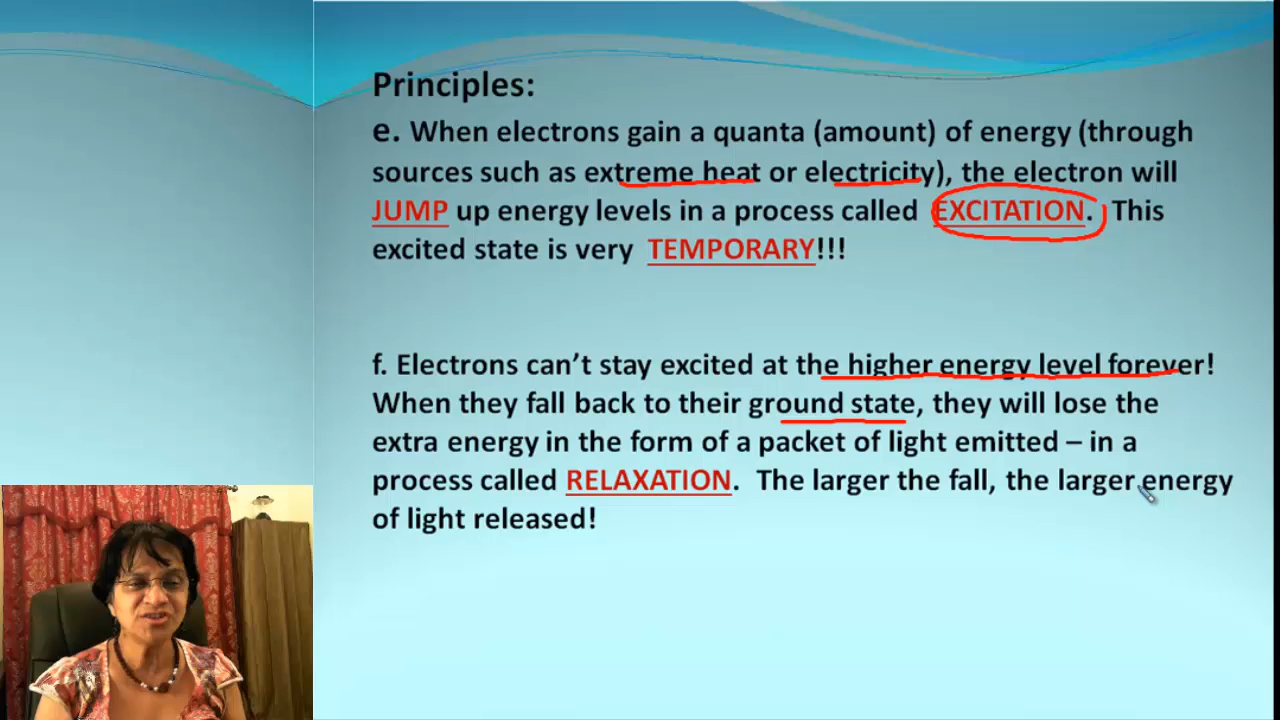 Principles:
e. When electrons gain a quanta (amount) of energy (through
sources such as extreme heat or electricity), the electron will
JUMP up energy levels in a process called EXCITATION. This
excited state is very TEMPORARY!!!
f. Electrons can’t stay excited at the higher energy level forever!
When they fall back to their ground state, they will lose the
extra energy in the form of a packet of light emitted – in a
process called RELAXATION. The larger the fall, the larger energy
of light released!